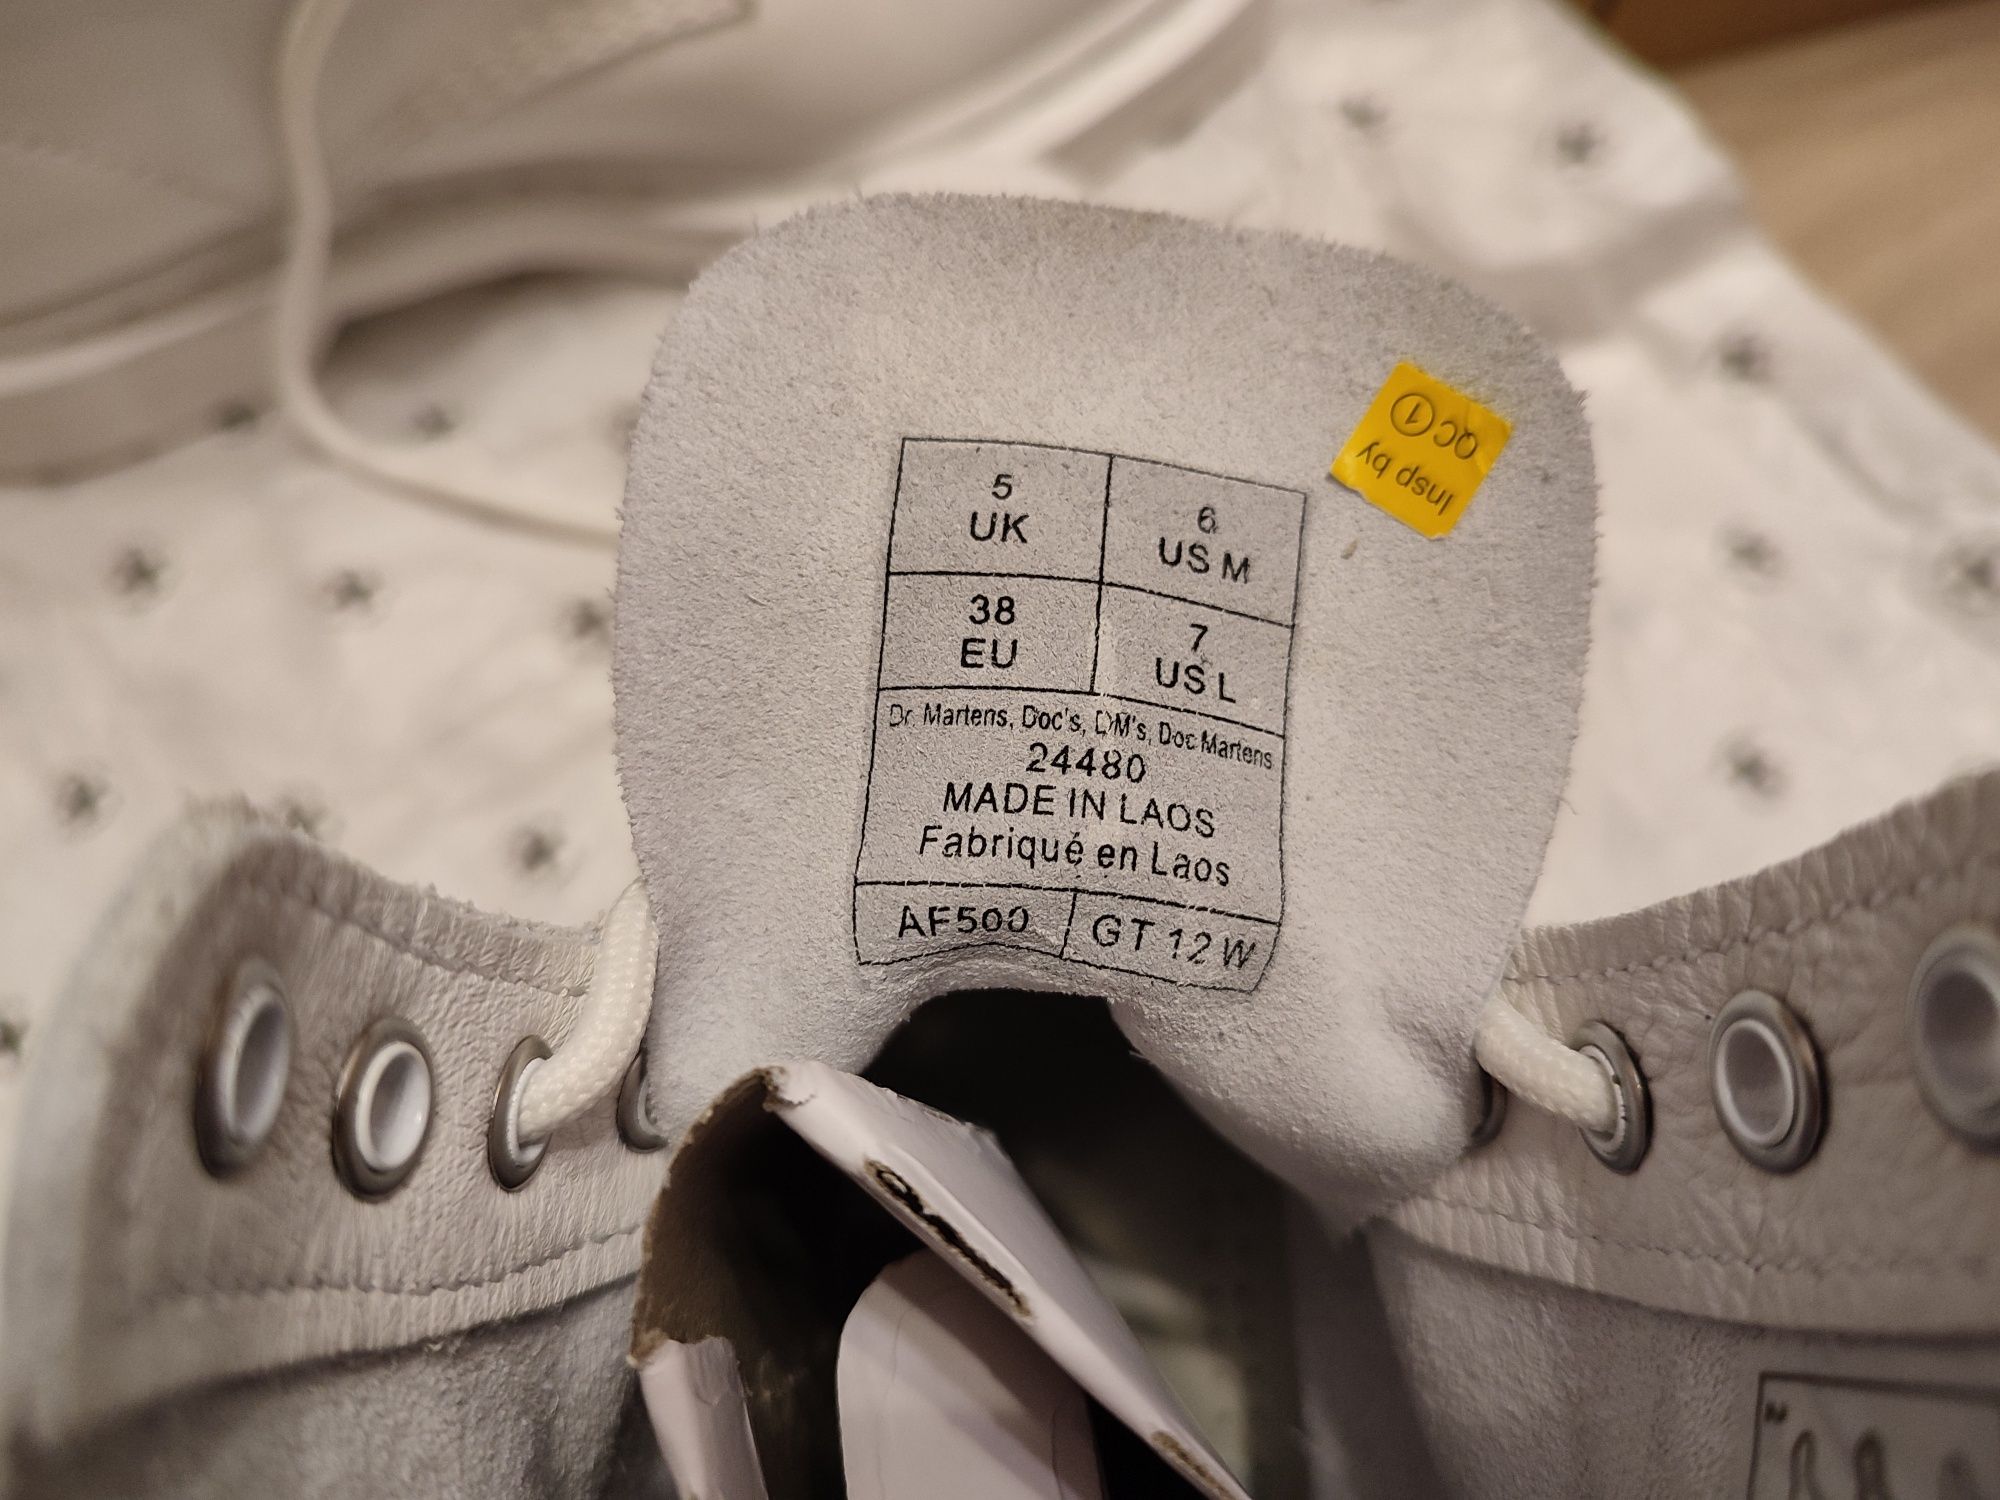 5
UK
6
US M
38
EU
7
US L
Dr. Martens, Doc's, DM's, Doc Martens
24480
MADE IN LAOS
Fabriqué en Laos
AF500
GT 12 W
Insp by
QC 1